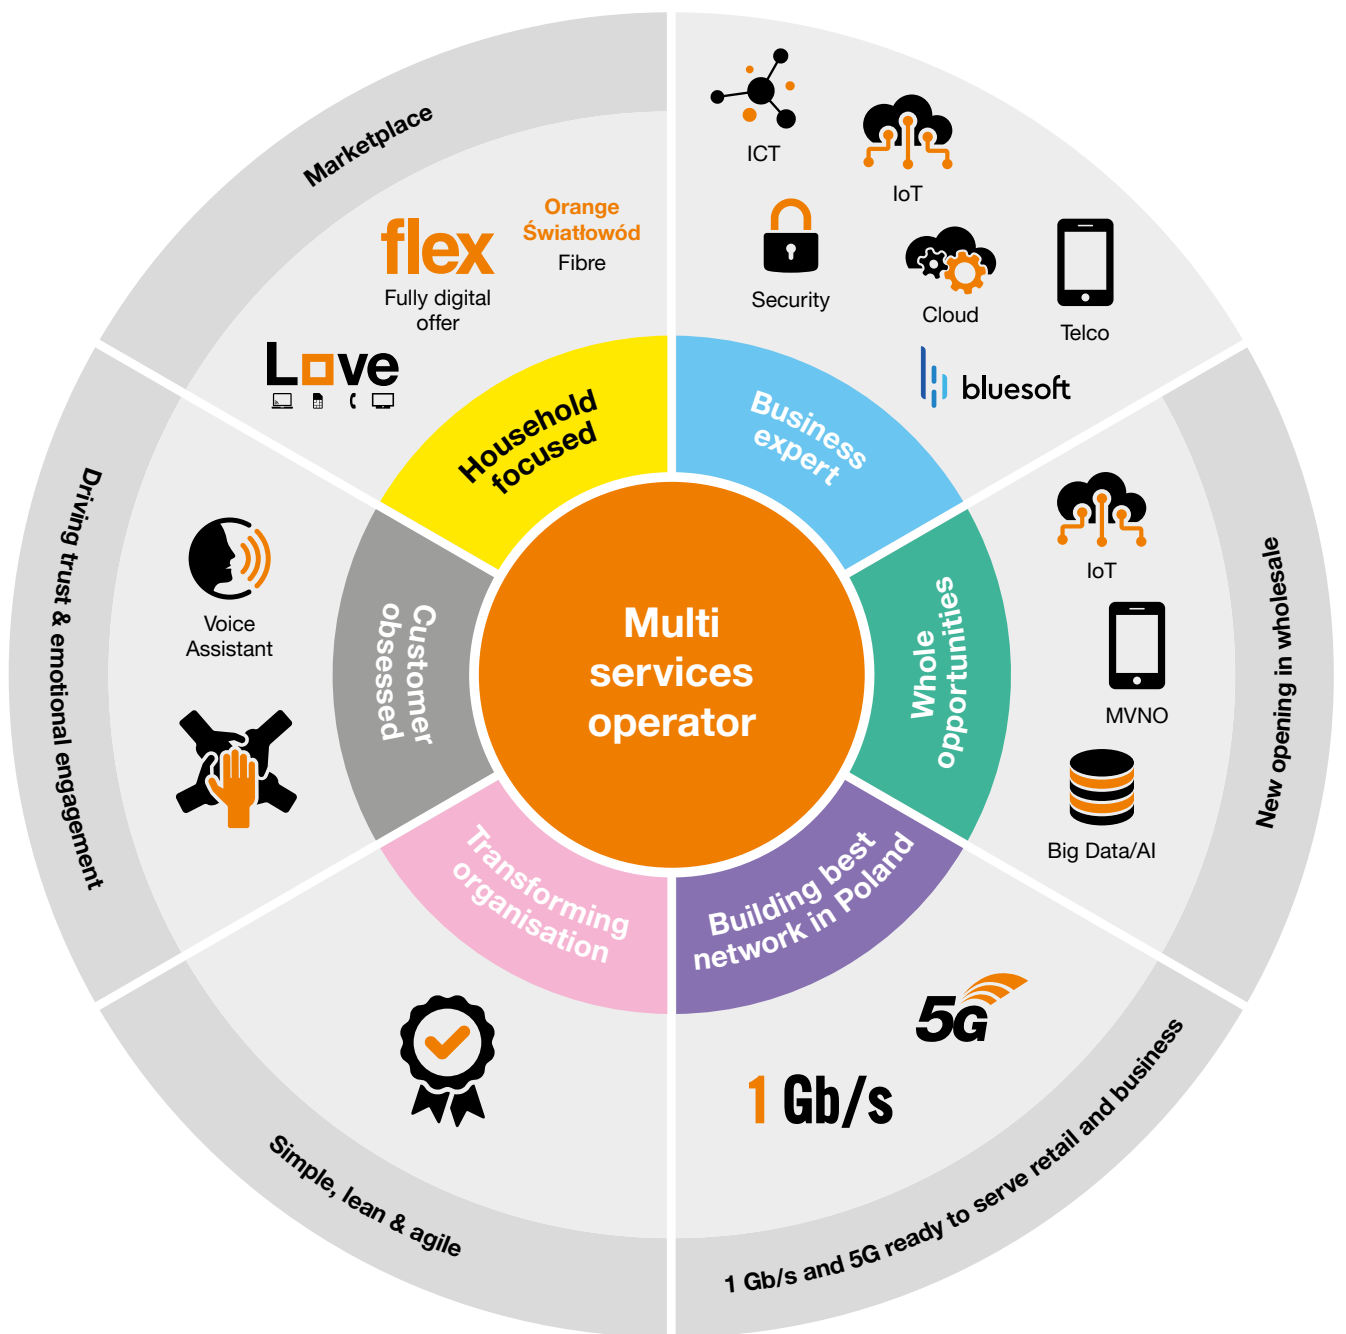 Marketplace
flex
Fully digital
offer
Orange
Światłowód
Fibre
Love
Household
focused
ICT
IoT
Security
Cloud
Telco
bluesoft
Business
expert
New opening in wholesale
IoT
MVNO
Big Data/AI
Whole
opportunities
1 Gb/s and 5G ready to serve retail and business
5G
1 Gb/s
Building best
network in Poland
Simple, lean & agile
Transforming
organisation
Driving trust & emotional engagement
Voice
Assistant
Customer
obsessed
Multi
services
operator